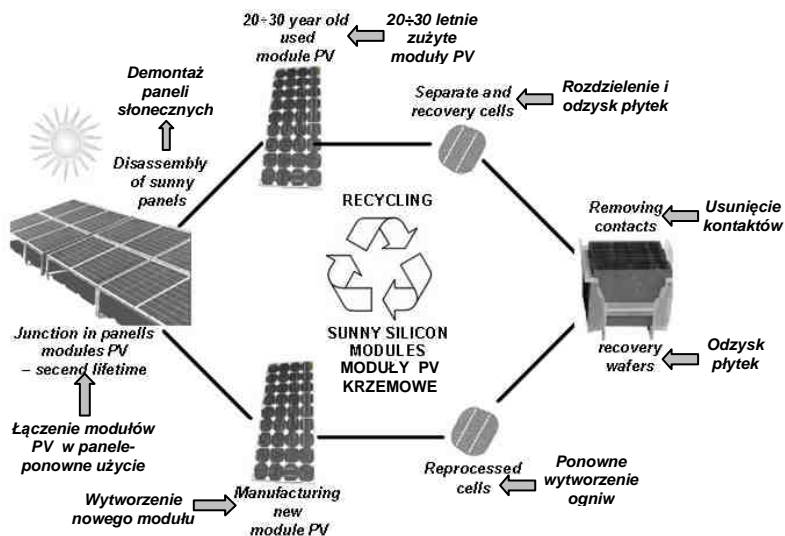 20÷30 year old
used
module PV
20÷30 letnie
zużyte
moduły PV
Demontaż
paneli
słonecznych
Disassembly
of sunny
panels
Separate and
recovery cells
Rozdzielenie i
odzysk płytek
RECYCLING
SUNNY SILICON
MODULES
MODUŁY PV
KRZEMOWE
Removing
contacts
Usunięcie
kontaktów
recovery
wafers
Odzysk
płytek
Junction in panells
modules PV
– secend lifetime
Łączenie modułów
PV w panele-
ponowne użycie
Reprocessed
cells
Ponowne
wytworzenie
ogniw
Wytworzenie
nowego modułu
Manufacturing
new
module PV